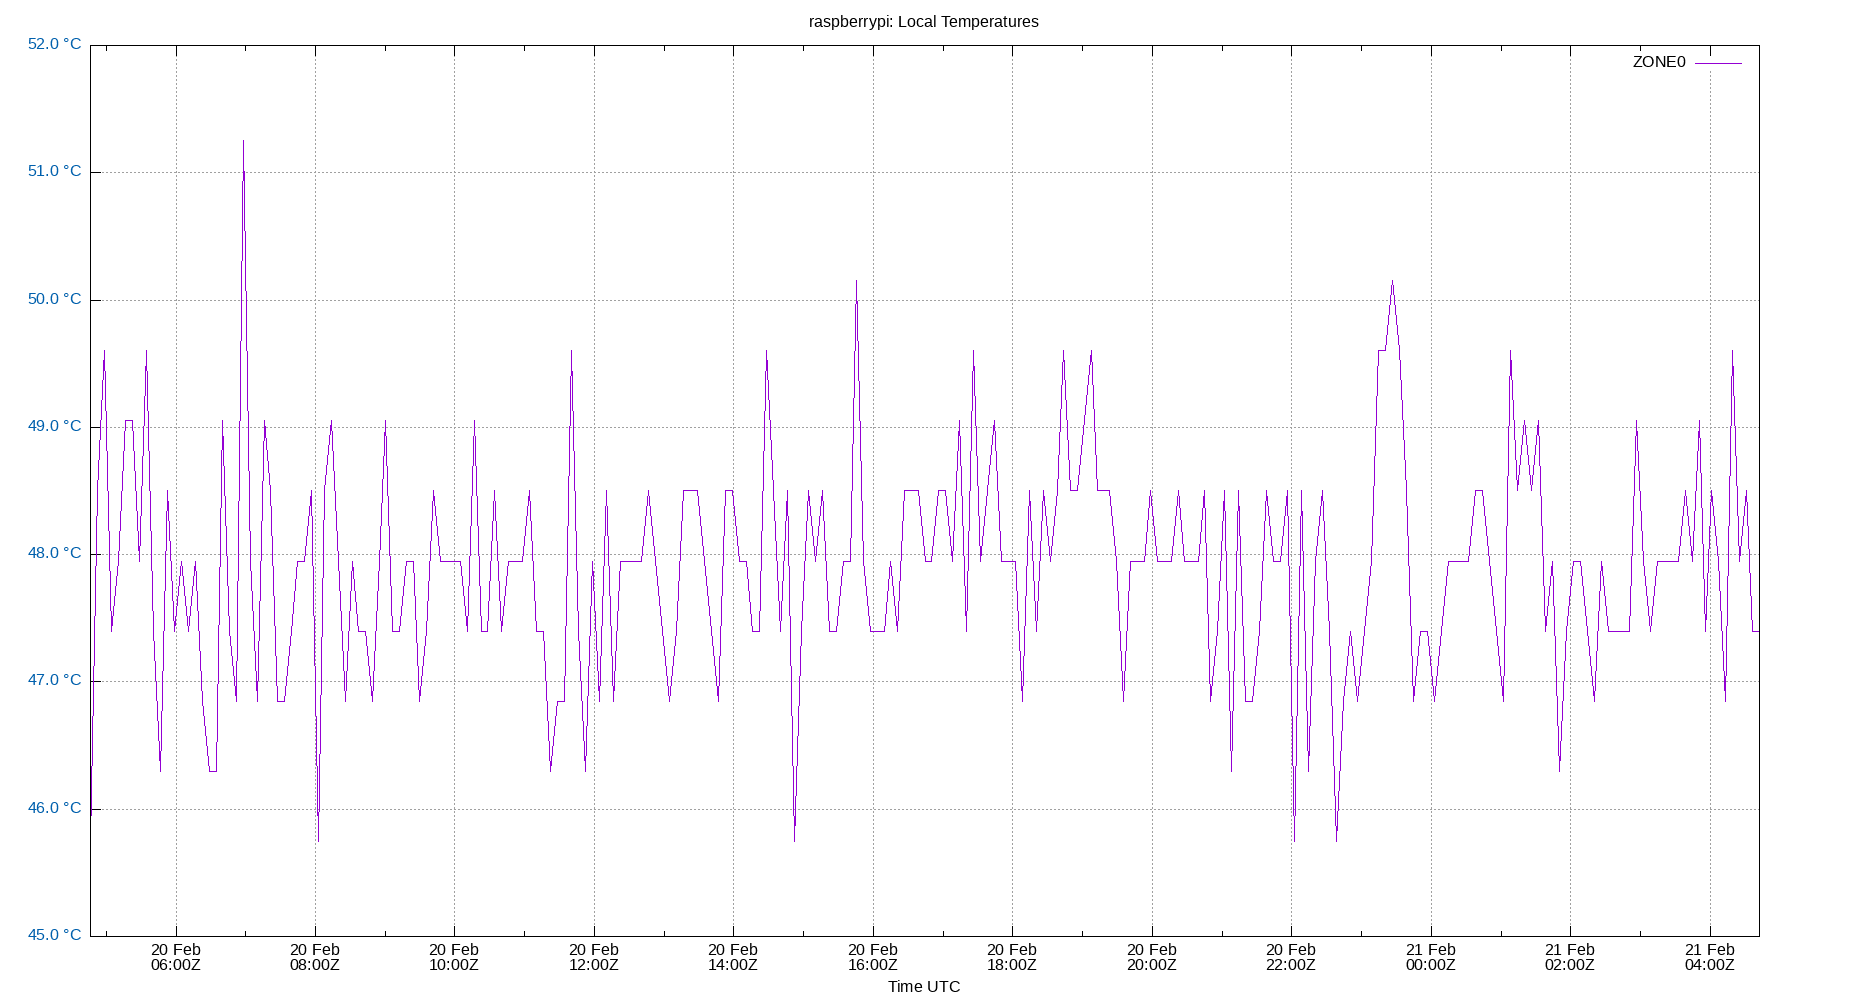 raspberrypi: Local Temperatures
52.0 °C
ZONE0
51.0 °C
50.0 °C
49.0 °C
48.0 °C
47.0 °C
46.0 °C
45.0 °C
20 Feb 20 Feb 20 Feb 20 Feb 20 Feb 20 Feb 20 Feb 20 Feb 20 Feb 21 Feb 21 Feb 21 Feb
06:00Z 08:00Z 10:00Z 12:00Z 14:00Z 16:00Z 18:00Z 20:00Z 22:00Z 00:00Z 02:00Z 04:00Z
Time UTC